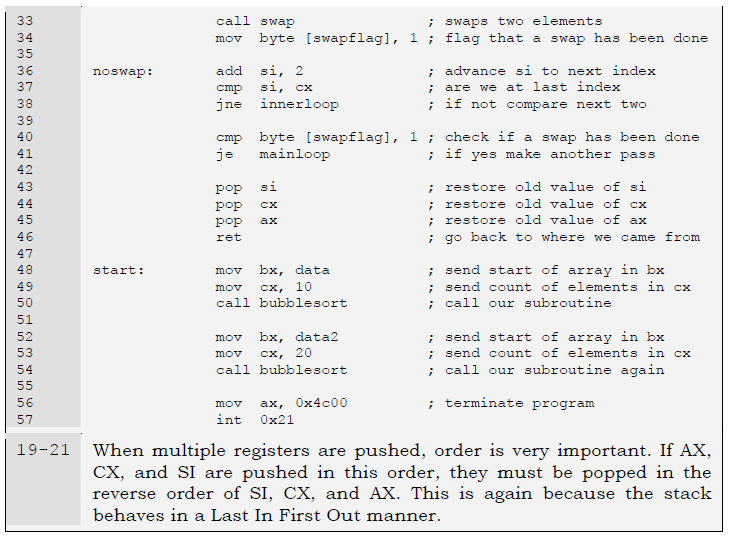 33 call swap ; swaps two elements
34 mov byte [swapflag], 1 ; flag that a swap has been done
35
36 noswap: add si, 2 ; advance si to next index
37 cmp si, cx ; are we at last index
38 jne innerloop ; if not compare next two
39
40 cmp byte [swapflag], 1 ; check if a swap has been done
41 je mainloop ; if yes make another pass
42
43 pop si ; restore old value of si
44 pop cx ; restore old value of cx
45 pop ax ; restore old value of ax
46 ret ; go back to where we came from
47
48 start: mov bx, data ; send start of array in bx
49 mov cx, 10 ; send count of elements in cx
50 call bubblesort ; call our subroutine
51
52 mov bx, data2 ; send start of array in bx
53 mov cx, 20 ; send count of elements in cx
54 call bubblesort ; call our subroutine again
55
56 mov ax, 0x4c00 ; terminate program
57 int 0x21
19-21 When multiple registers are pushed, order is very important. If AX,
CX, and SI are pushed in this order, they must be popped in the
reverse order of SI, CX, and AX. This is again because the stack
behaves in a Last In First Out manner.